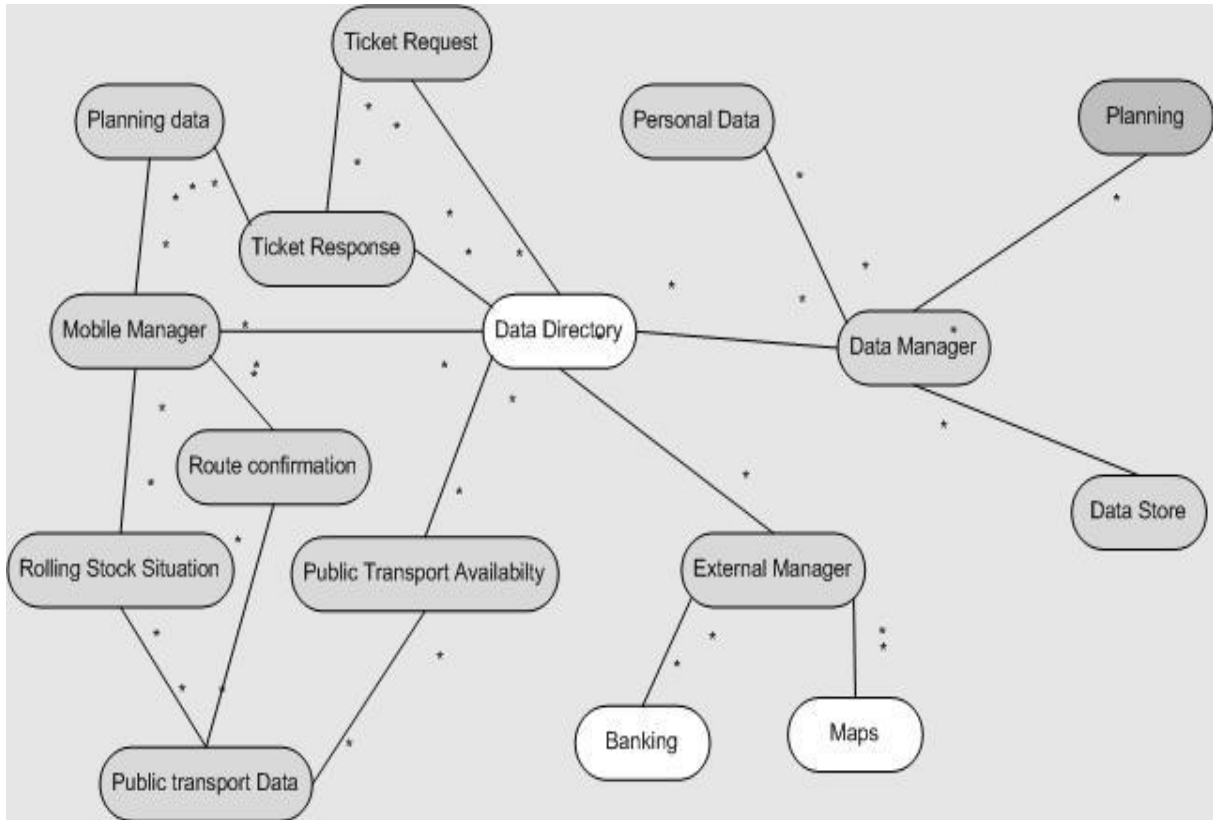 Ticket Request
Planning data
Personal Data
Planning
Ticket Response
Mobile Manager
Data Directory
Data Manager
Route confirmation
Data Store
Rolling Stock Situation
Public Transport Availabilty
External Manager
Banking
Maps
Public transport Data